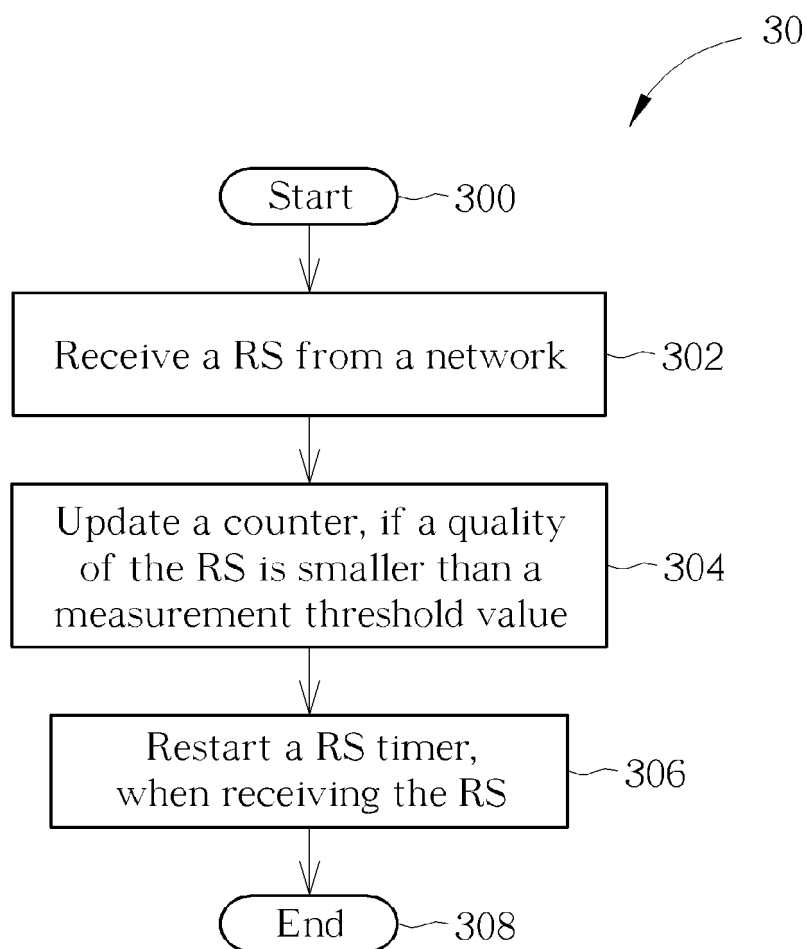 30
Start
300
Receive a RS from a network
302
Update a counter, if a quality
of the RS is smaller than a
measurement threshold value
304
Restart a RS timer,
when receiving the RS
306
End
308